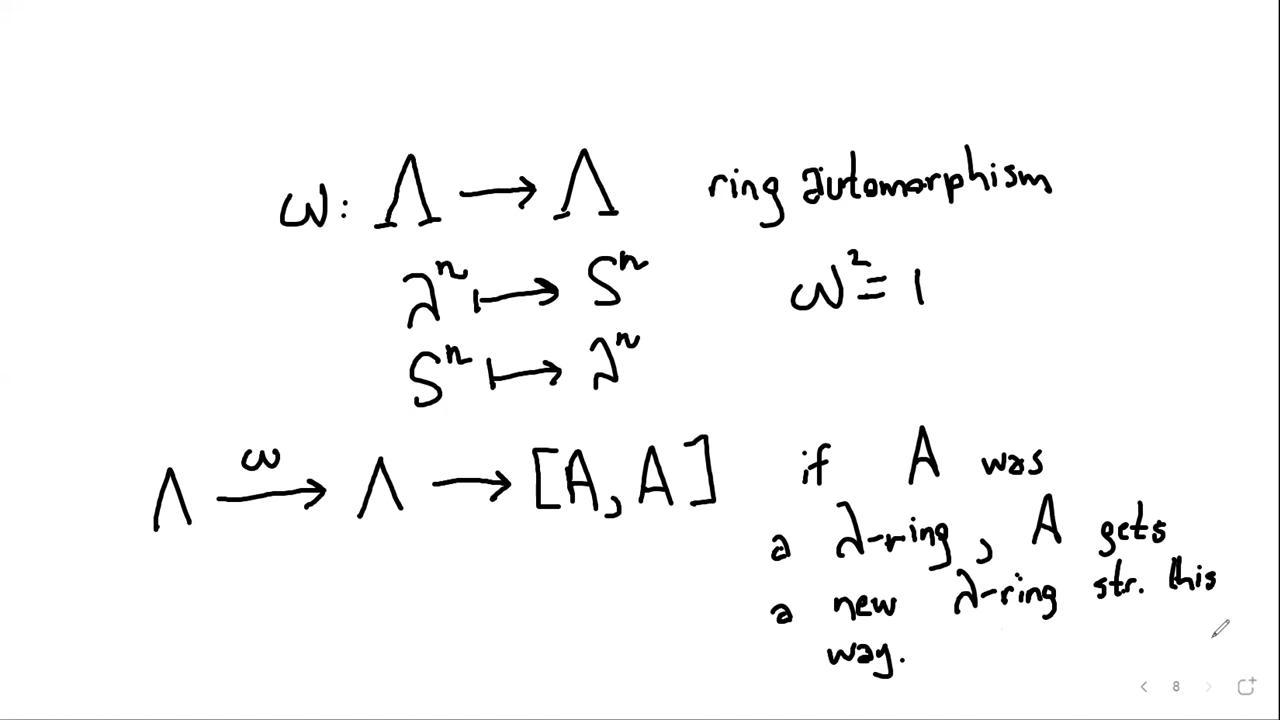 ω: Λ → Λ ring automorphism
λⁿ ↦ Sⁿ ω² = 1
Sⁿ ↦ λⁿ
Λ →^ω Λ → [A, A] if A was
a λ-ring, A gets
a new λ-ring str. this
way.
8